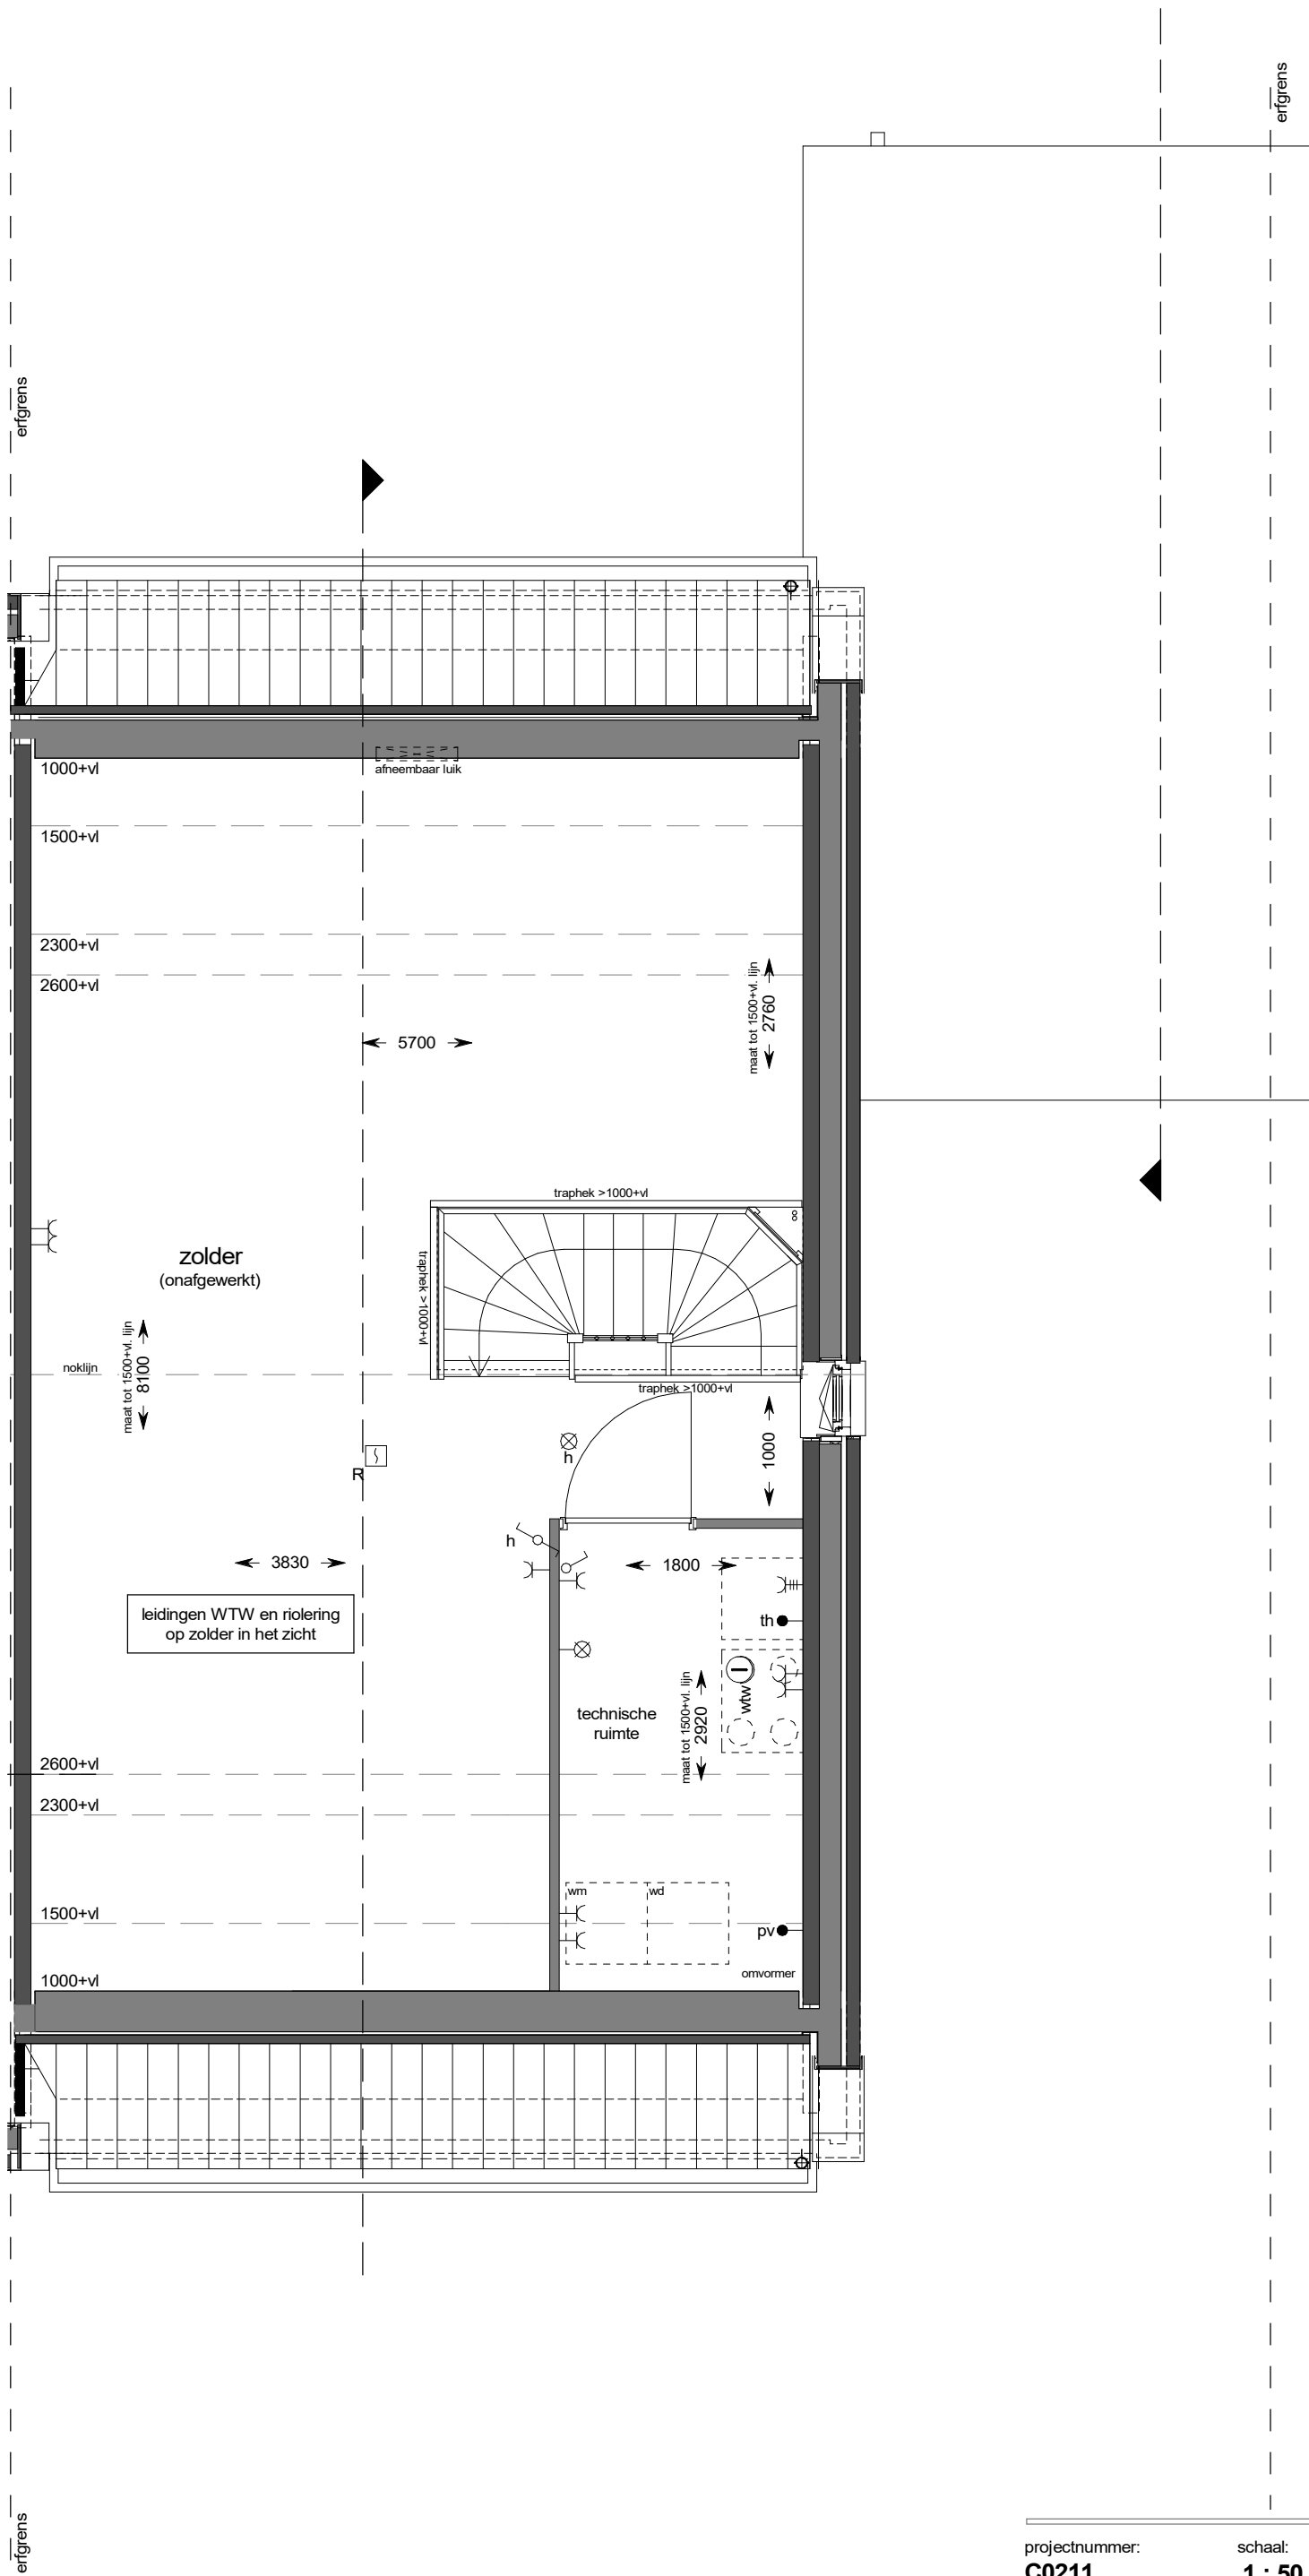 erfgrens
erfgrens
1000+vl
afneembaar luik
1500+vl
2300+vl
2600+vl
maat tot 1500+vl. lijn
2760
5700
traphek >1000+vl
traphek >1000+vl
zolder
(onafgewerkt)
maat tot 1500+vl. lijn
8100
noklijn
traphek >1000+vl
1000
h
R
h
3830
1800
leidingen WTW en riolering
op zolder in het zicht
th
wtw
technische
ruimte
maat tot 1500+vl. lijn
2920
2600+vl
2300+vl
wm
wd
1500+vl
pv
omvormer
1000+vl
erfgrens
projectnummer:
schaal:
C0211
1 : 50